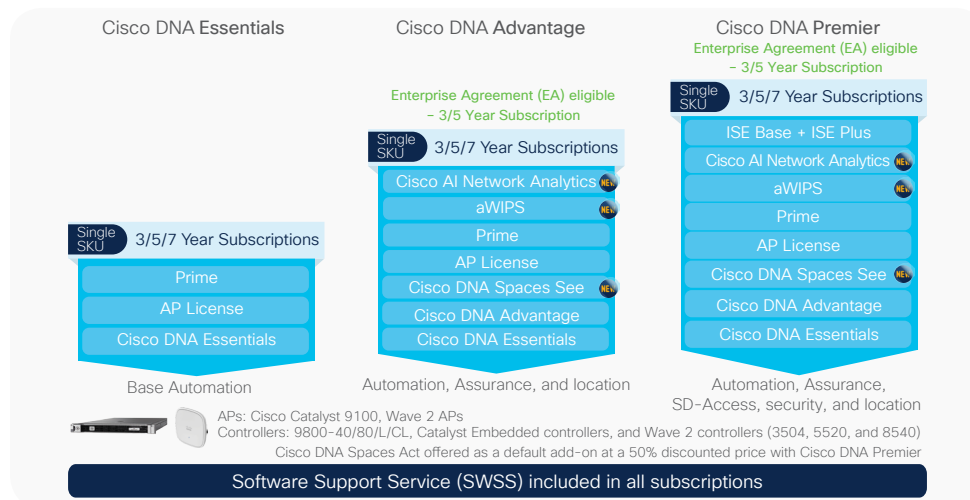 Cisco DNA Essentials
Single
SKU
3/5/7 Year Subscriptions
Prime
AP License
Cisco DNA Essentials
Base Automation
Cisco DNA Advantage
Enterprise Agreement (EA) eligible
– 3/5 Year Subscription
Single
SKU
3/5/7 Year Subscriptions
Cisco AI Network Analytics NEW
aWIPS NEW
Prime
AP License
Cisco DNA Spaces See NEW
Cisco DNA Advantage
Cisco DNA Essentials
Automation, Assurance, and location
Cisco DNA Premier
Enterprise Agreement (EA) eligible
– 3/5 Year Subscription
Single
SKU
3/5/7 Year Subscriptions
ISE Base + ISE Plus
Cisco AI Network Analytics NEW
aWIPS NEW
Prime
AP License
Cisco DNA Spaces See NEW
Cisco DNA Advantage
Cisco DNA Essentials
Automation, Assurance,
SD-Access, security, and location
APs: Cisco Catalyst 9100, Wave 2 APs
Controllers: 9800-40/80/L/CL, Catalyst Embedded controllers, and Wave 2 controllers (3504, 5520, and 8540)
Cisco DNA Spaces Act offered as a default add-on at a 50% discounted price with Cisco DNA Premier
Software Support Service (SWSS) included in all subscriptions